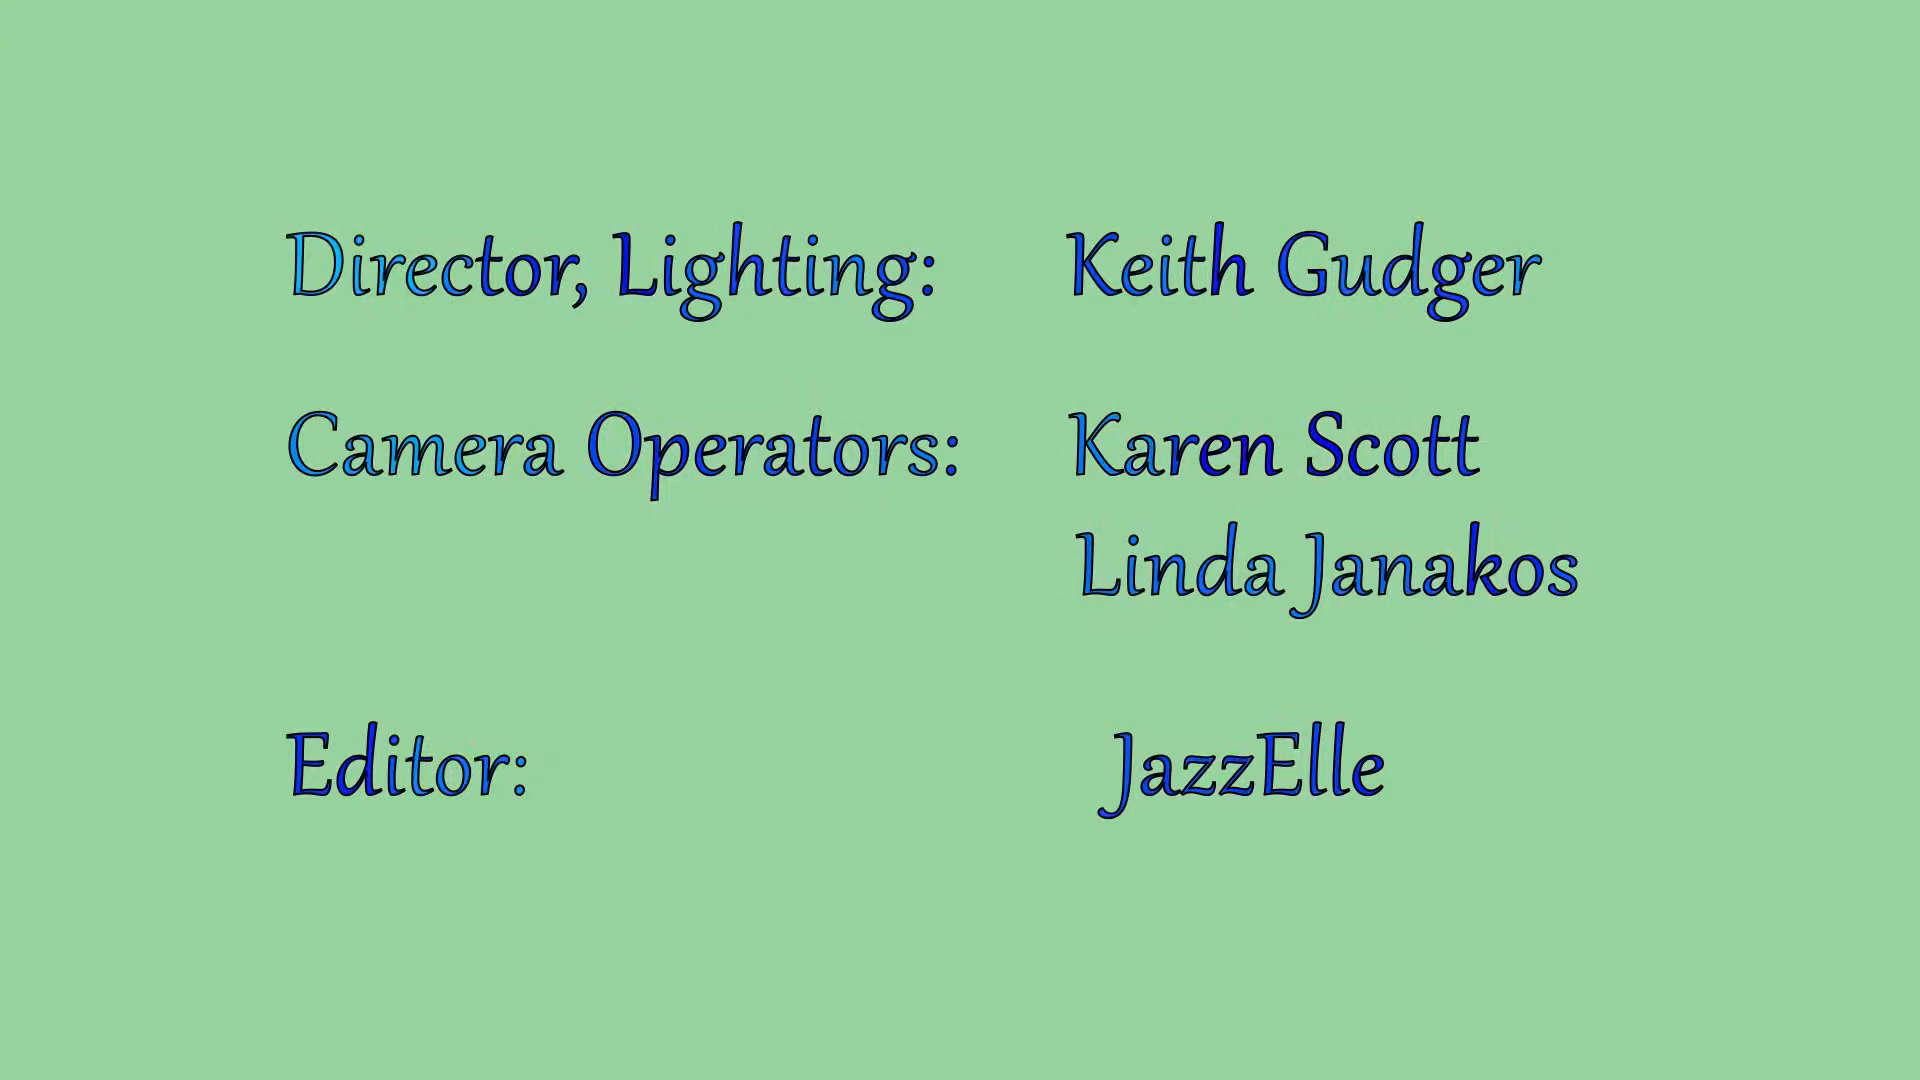 Director, Lighting: Keith Gudger
Camera Operators: Karen Scott
Linda Janakos
Editor: JazzElle